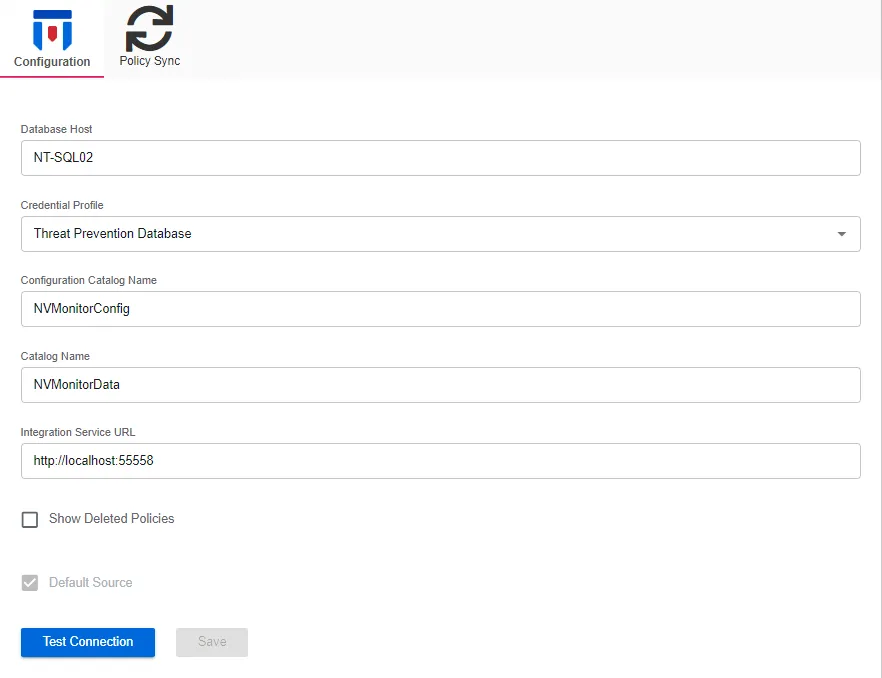 Configuration
Policy Sync
Database Host
NT-SQL02
Credential Profile
Threat Prevention Database
Configuration Catalog Name
NVMonitorConfig
Catalog Name
NVMonitorData
Integration Service URL
http://localhost:55558
Show Deleted Policies
Default Source
Test Connection
Save